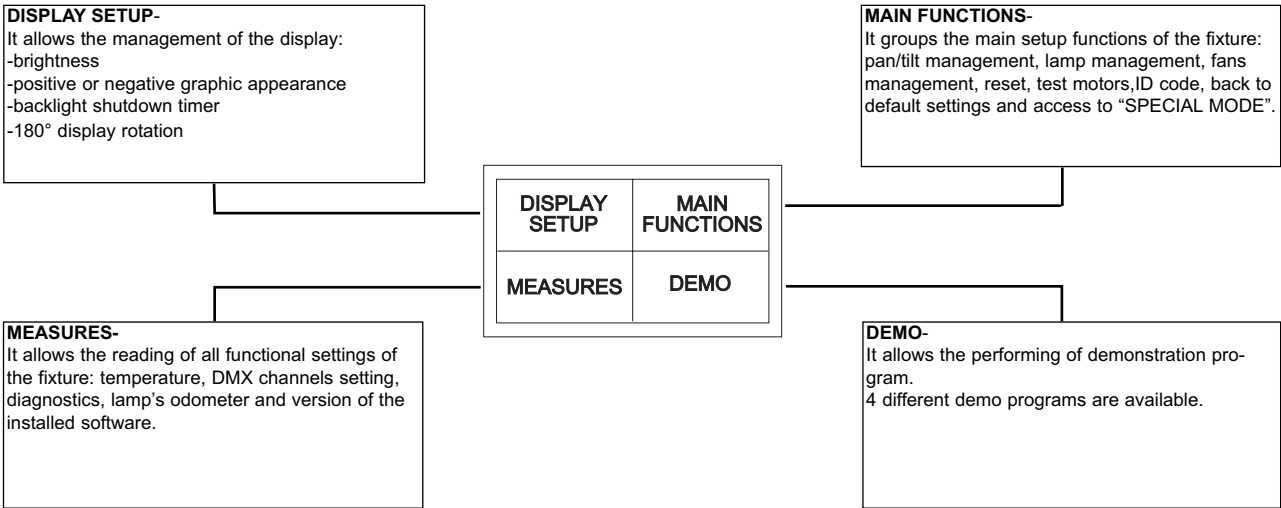 DISPLAY SETUP-
It allows the management of the display:
-brightness
-positive or negative graphic appearance
-backlight shutdown timer
-180° display rotation
MAIN FUNCTIONS-
It groups the main setup functions of the fixture:
pan/tilt management, lamp management, fans
management, reset, test motors,ID code, back to
default settings and access to “SPECIAL MODE”.
DISPLAY
SETUP
MAIN
FUNCTIONS
MEASURES
DEMO
MEASURES-
It allows the reading of all functional settings of
the fixture: temperature, DMX channels setting,
diagnostics, lamp’s odometer and version of the
installed software.
DEMO-
It allows the performing of demonstration pro-
gram.
4 different demo programs are available.